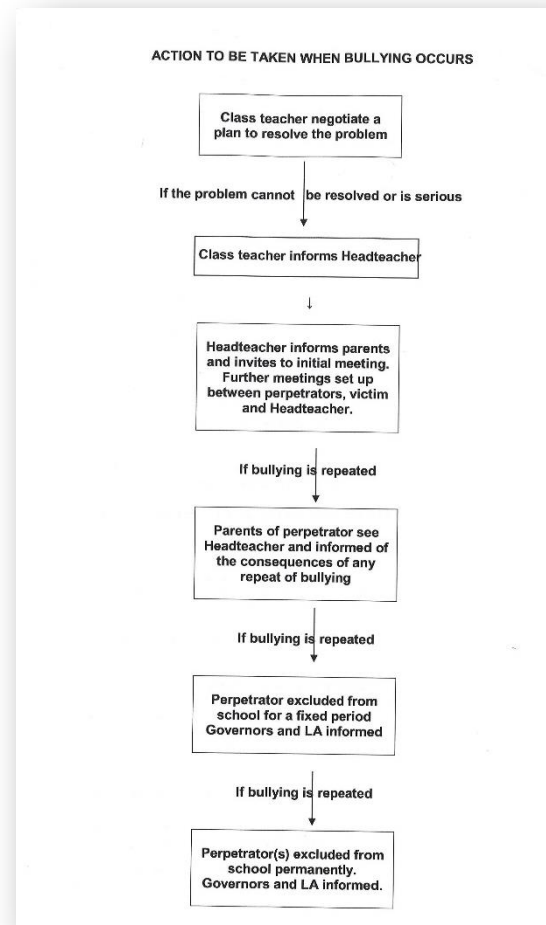 ACTION TO BE TAKEN WHEN BULLYING OCCURS
Class teacher negotiate a
plan to resolve the problem
If the problem cannot be resolved or is serious
Class teacher informs Headteacher
Headteacher informs parents
and invites to initial meeting.
Further meetings set up
between perpetrators, victim
and Headteacher.
If bullying is repeated
Parents of perpetrator see
Headteacher and informed of
the consequences of any
repeat of bullying
If bullying is repeated
Perpetrator excluded from
school for a fixed period
Governors and LA informed
If bullying is repeated
Perpetrator(s) excluded from
school permanently.
Governors and LA informed.